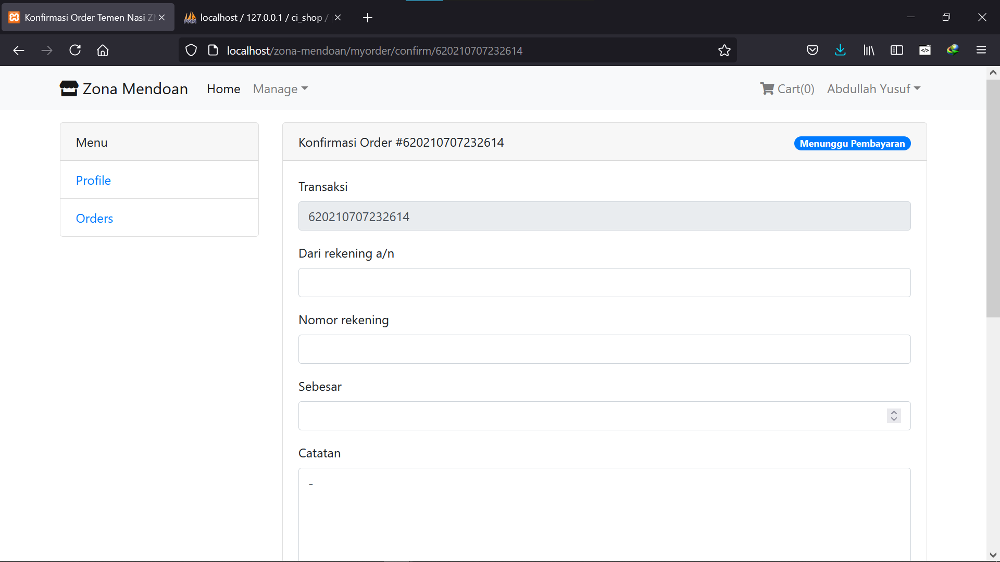 Konfirmasi Order Temen Nasi Z
localhost / 127.0.0.1 / ci_shop /
localhost/zona-mendoan/myorder/confirm/620210707232614
Zona Mendoan
Home
Manage
Cart(0)
Abdullah Yusuf
Menu
Profile
Orders
Konfirmasi Order #620210707232614
Menunggu Pembayaran
Transaksi
620210707232614
Dari rekening a/n
Nomor rekening
Sebesar
Catatan
-